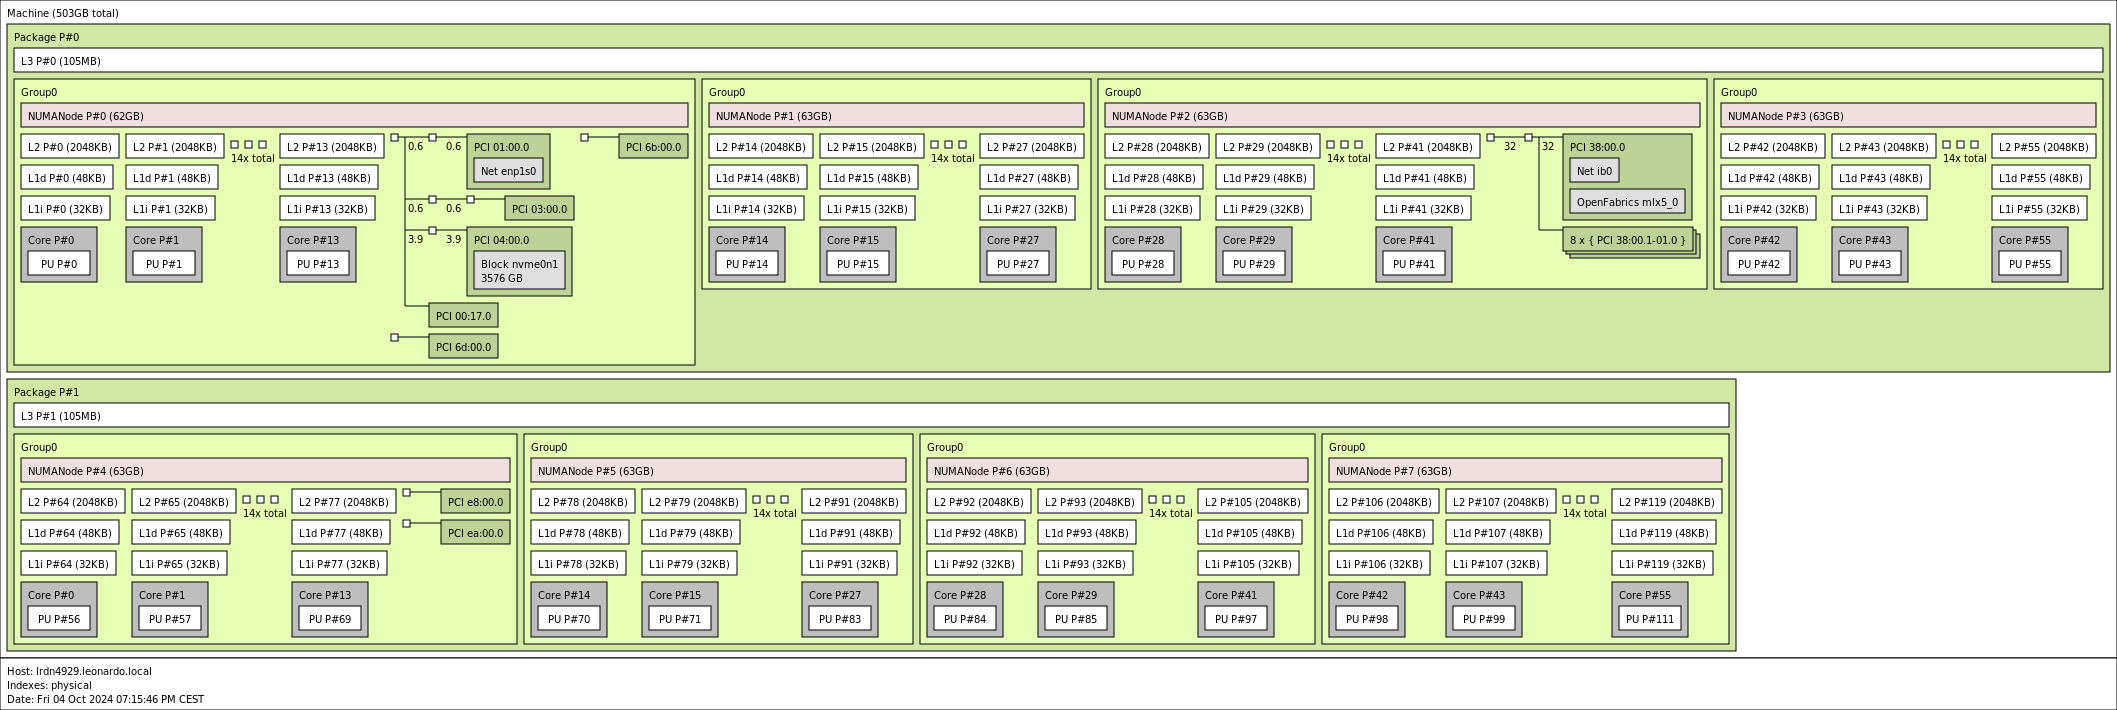 Machine (503GB total)
Package P#0
L3 P#0 (105MB)
Group0
NUMANode P#0 (62GB)
L2 P#0 (2048KB) L2 P#1 (2048KB) 14x total L2 P#13 (2048KB)
L1d P#0 (48KB) L1d P#1 (48KB) L1d P#13 (48KB)
L1i P#0 (32KB) L1i P#1 (32KB) L1i P#13 (32KB)
Core P#0 Core P#1 Core P#13
PU P#0 PU P#1 PU P#13
0.6 0.6 PCI 01:00.0
Net enp1s0
0.6 0.6 PCI 03:00.0
3.9 3.9 PCI 04:00.0
Block nvme0n1
3576 GB
PCI 00:17.0
PCI 6d:00.0
PCI 6b:00.0
Group0
NUMANode P#1 (63GB)
L2 P#14 (2048KB) L2 P#15 (2048KB) 14x total L2 P#27 (2048KB)
L1d P#14 (48KB) L1d P#15 (48KB) L1d P#27 (48KB)
L1i P#14 (32KB) L1i P#15 (32KB) L1i P#27 (32KB)
Core P#14 Core P#15 Core P#27
PU P#14 PU P#15 PU P#27
Group0
NUMANode P#2 (63GB)
L2 P#28 (2048KB) L2 P#29 (2048KB) 14x total L2 P#41 (2048KB)
L1d P#28 (48KB) L1d P#29 (48KB) L1d P#41 (48KB)
L1i P#28 (32KB) L1i P#29 (32KB) L1i P#41 (32KB)
Core P#28 Core P#29 Core P#41
PU P#28 PU P#29 PU P#41
32 32 PCI 38:00.0
Net ib0
OpenFabrics mlx5_0
8 x { PCI 38:00.1-01.0 }
Group0
NUMANode P#3 (63GB)
L2 P#42 (2048KB) L2 P#43 (2048KB) 14x total L2 P#55 (2048KB)
L1d P#42 (48KB) L1d P#43 (48KB) L1d P#55 (48KB)
L1i P#42 (32KB) L1i P#43 (32KB) L1i P#55 (32KB)
Core P#42 Core P#43 Core P#55
PU P#42 PU P#43 PU P#55
Package P#1
L3 P#1 (105MB)
Group0
NUMANode P#4 (63GB)
L2 P#64 (2048KB) L2 P#65 (2048KB) 14x total L2 P#77 (2048KB)
L1d P#64 (48KB) L1d P#65 (48KB) L1d P#77 (48KB)
L1i P#64 (32KB) L1i P#65 (32KB) L1i P#77 (32KB)
Core P#0 Core P#1 Core P#13
PU P#56 PU P#57 PU P#69
PCI e8:00.0
PCI ea:00.0
Group0
NUMANode P#5 (63GB)
L2 P#78 (2048KB) L2 P#79 (2048KB) 14x total L2 P#91 (2048KB)
L1d P#78 (48KB) L1d P#79 (48KB) L1d P#91 (48KB)
L1i P#78 (32KB) L1i P#79 (32KB) L1i P#91 (32KB)
Core P#14 Core P#15 Core P#27
PU P#70 PU P#71 PU P#83
Group0
NUMANode P#6 (63GB)
L2 P#92 (2048KB) L2 P#93 (2048KB) 14x total L2 P#105 (2048KB)
L1d P#92 (48KB) L1d P#93 (48KB) L1d P#105 (48KB)
L1i P#92 (32KB) L1i P#93 (32KB) L1i P#105 (32KB)
Core P#28 Core P#29 Core P#41
PU P#84 PU P#85 PU P#97
Group0
NUMANode P#7 (63GB)
L2 P#106 (2048KB) L2 P#107 (2048KB) 14x total L2 P#119 (2048KB)
L1d P#106 (48KB) L1d P#107 (48KB) L1d P#119 (48KB)
L1i P#106 (32KB) L1i P#107 (32KB) L1i P#119 (32KB)
Core P#42 Core P#43 Core P#55
PU P#98 PU P#99 PU P#111
Host: lrdn4929.leonardo.local
Indexes: physical
Date: Fri 04 Oct 2024 07:15:46 PM CEST